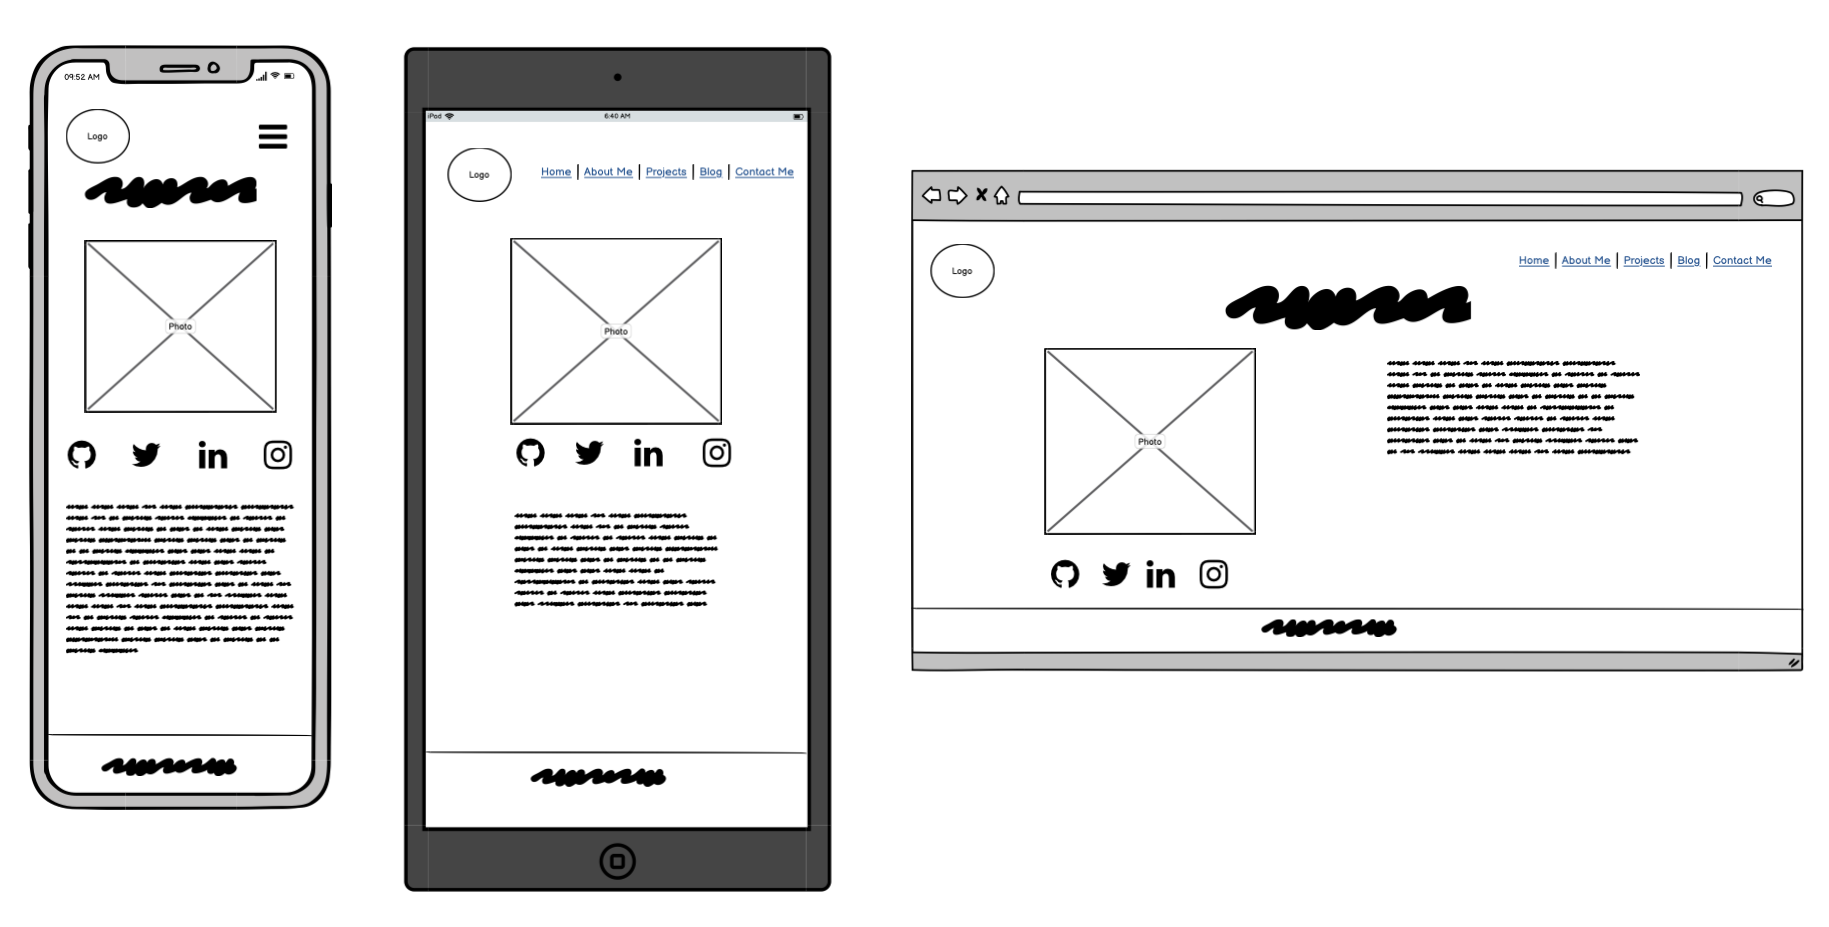 09:52 AM
Logo
Photo
iPod
6:40 AM
Logo
Home | About Me | Projects | Blog | Contact Me
Photo
in
in
Logo
Home | About Me | Projects | Blog | Contact Me
Photo
in